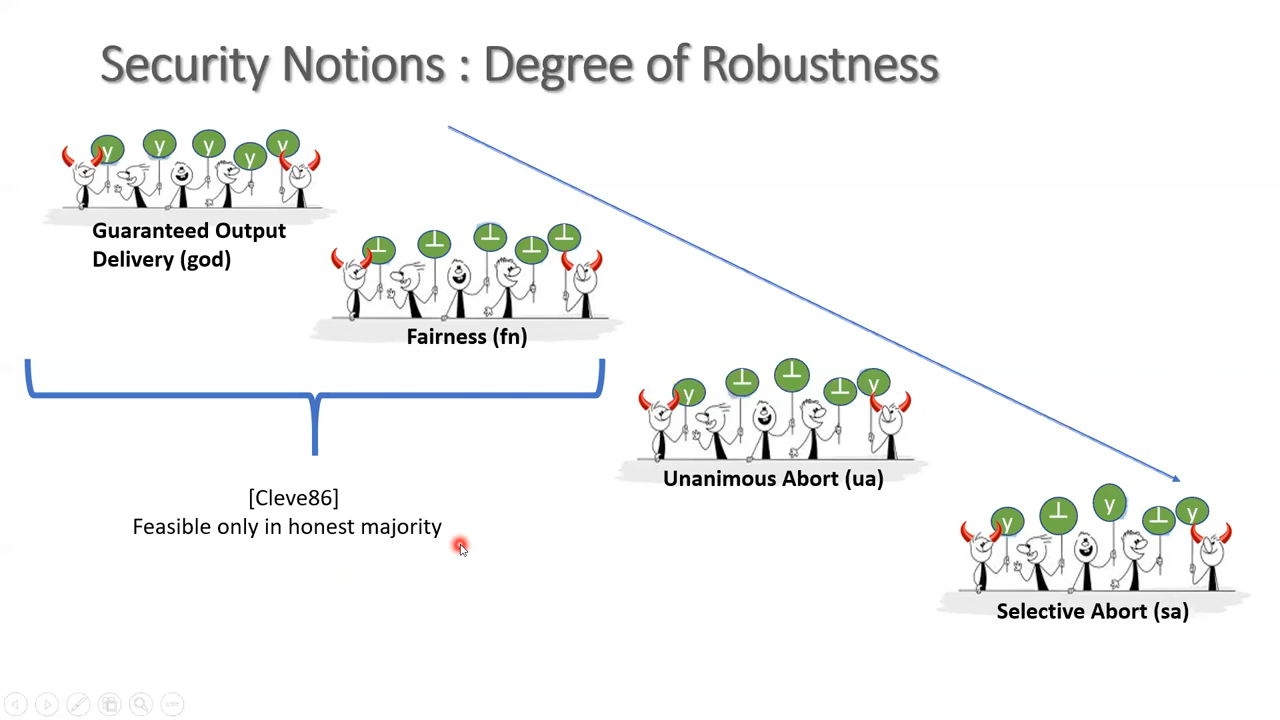 Security Notions : Degree of Robustness
y y y y y
Guaranteed Output
Delivery (god)
⊥ ⊥ ⊥ ⊥ ⊥
Fairness (fn)
y ⊥ ⊥ ⊥ y
Unanimous Abort (ua)
[Cleve86]
Feasible only in honest majority
y ⊥ y ⊥ y
Selective Abort (sa)